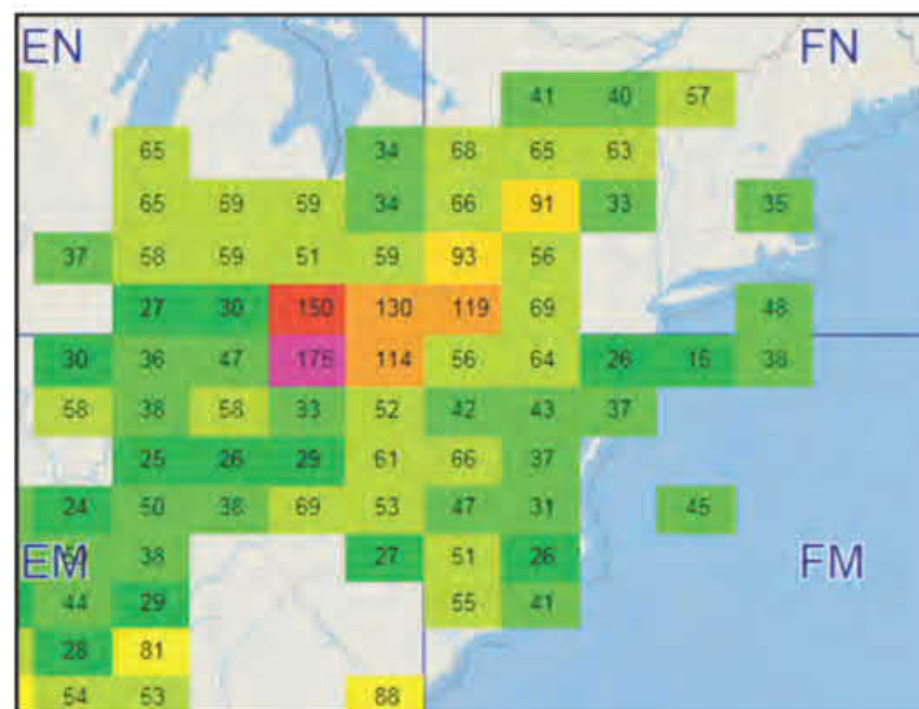 EN FN
41 40 57
65 34 68 65 63
65 59 59 34 66 91 33 35
37 58 59 51 59 93 56
27 30 150 130 119 69 48
30 36 47 175 114 56 64 26 15 38
58 38 58 33 52 42 43 37
25 26 29 61 66 37
24 50 38 69 53 47 31 45
EM 38 27 51 26 FM
44 29 55 41
28 81
54 53 88